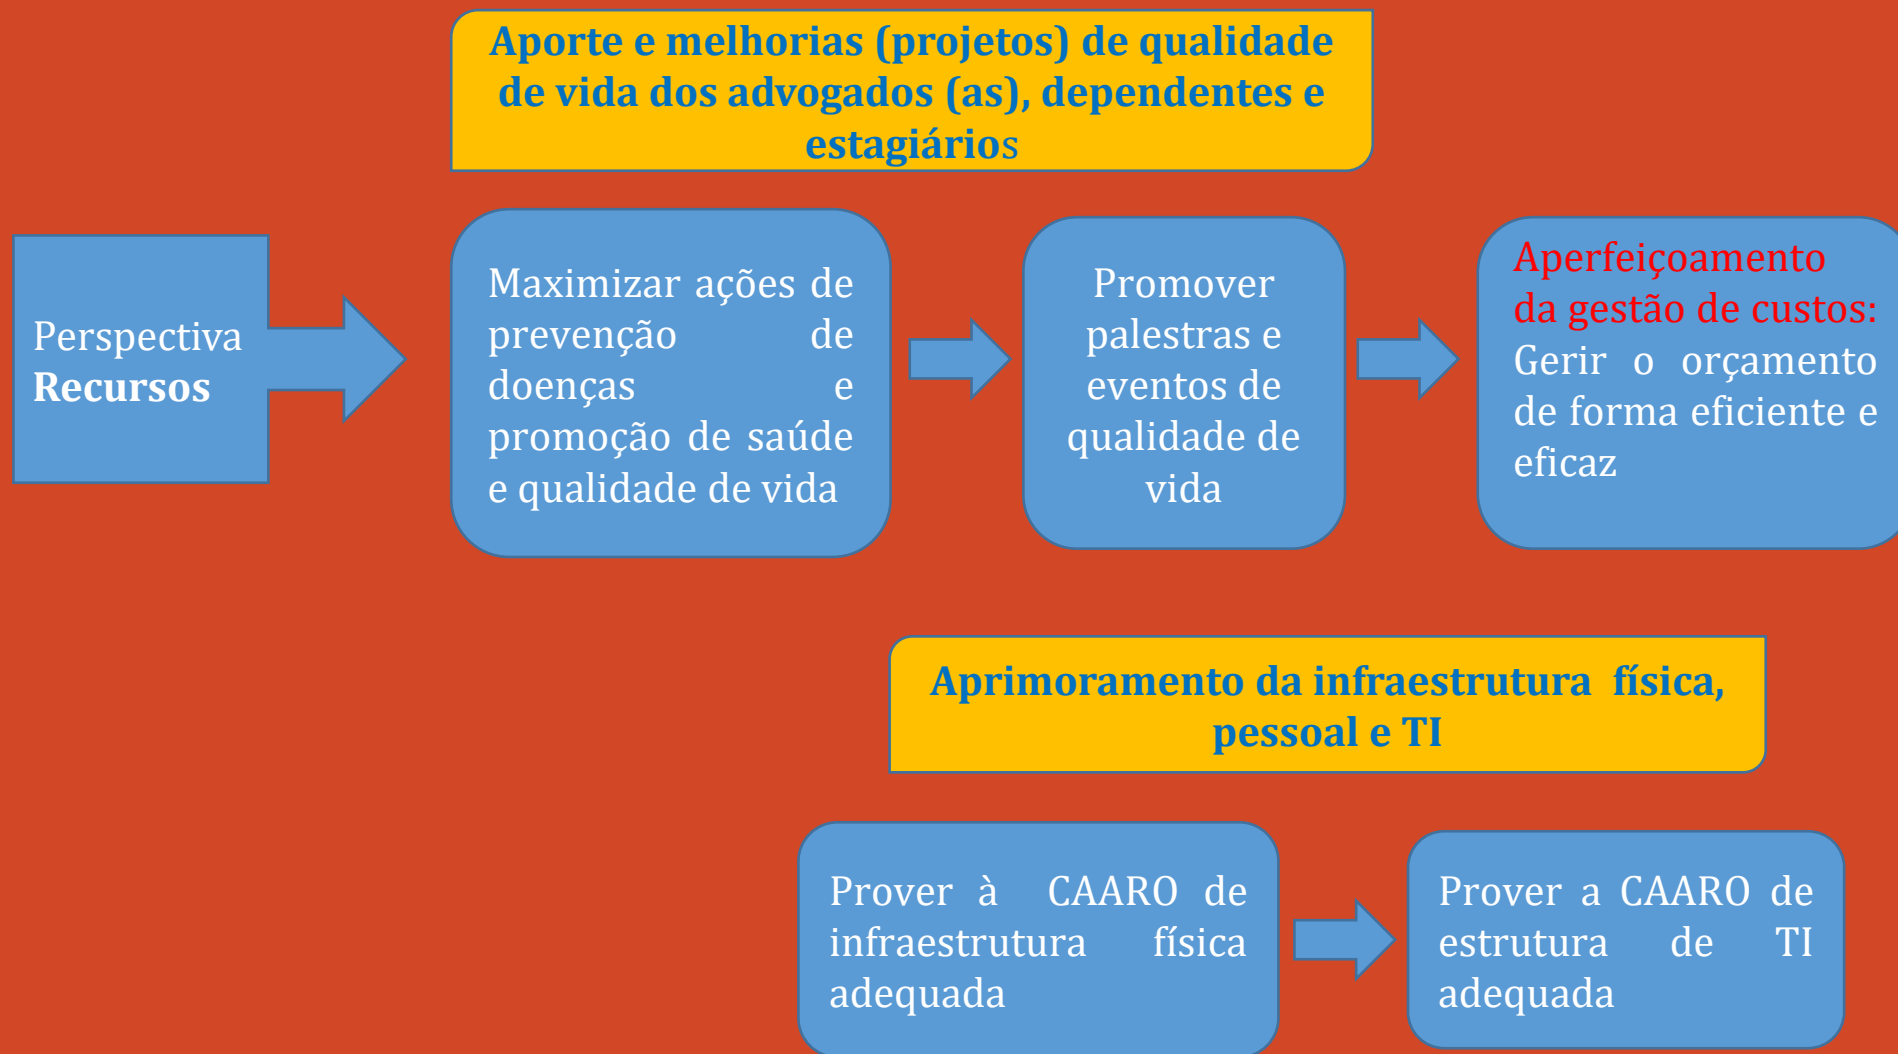 Aporte e melhorias (projetos) de qualidade
de vida dos advogados (as), dependentes e
estagiários
Perspectiva
Recursos
Maximizar ações de
prevenção de
doenças e
promoção de saúde
e qualidade de vida
Promover
palestras e
eventos de
qualidade de
vida
Aperfeiçoamento
da gestão de custos:
Gerir o orçamento
de forma eficiente e
eficaz
Aprimoramento da infraestrutura física,
pessoal e TI
Prover à CAARO de
infraestrutura física
adequada
Prover a CAARO de
estrutura de TI
adequada